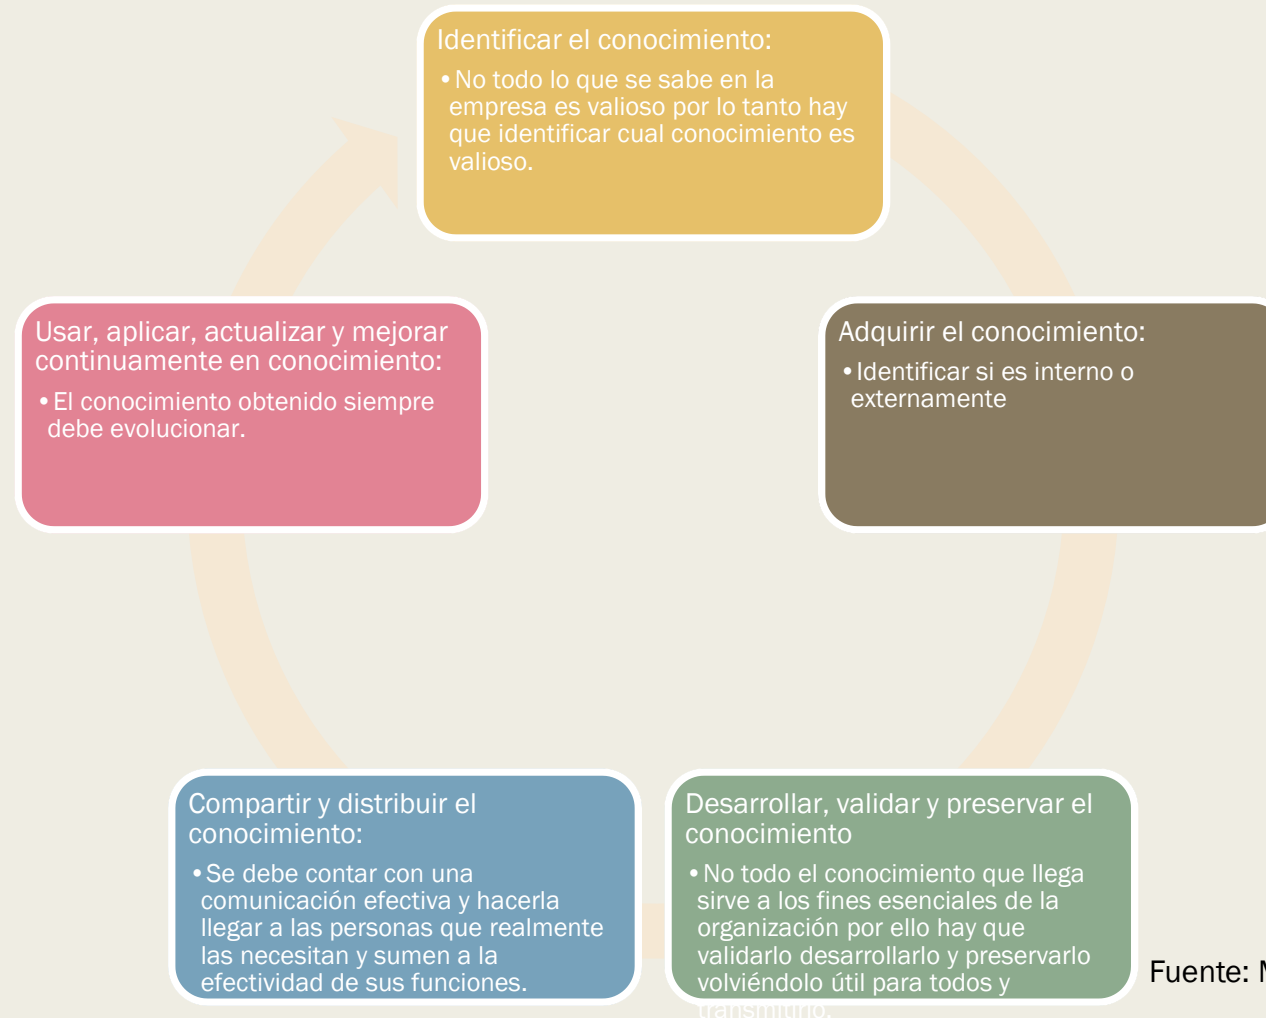 Identificar el conocimiento:
•No todo lo que se sabe en la
empresa es valioso por lo tanto hay
que identificar cual conocimiento es
valioso.
Adquirir el conocimiento:
•Identificar si es interno o
externamente
Desarrollar, validar y preservar el
conocimiento
•No todo el conocimiento que llega
sirve a los fines esenciales de la
organización por ello hay que
validarlo desarrollarlo y preservarlo
volviéndolo útil para todos y
transmitirlo.
Compartir y distribuir el
conocimiento:
•Se debe contar con una
comunicación efectiva y hacerla
llegar a las personas que realmente
las necesitan y sumen a la
efectividad de sus funciones.
Usar, aplicar, actualizar y mejorar
continuamente en conocimiento:
•El conocimiento obtenido siempre
debe evolucionar.
Fuente: